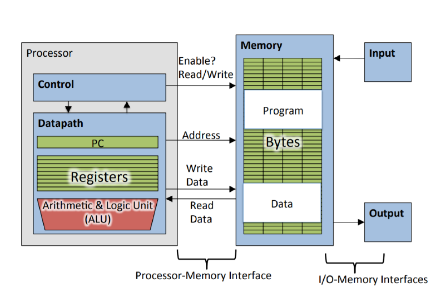 Processor
Control
Datapath
PC
Registers
Arithmetic & Logic Unit
(ALU)
Enable?
Read/Write
Address
Write
Data
Read
Data
Processor-Memory Interface
Memory
Program
Bytes
Data
Input
Output
I/O-Memory Interfaces